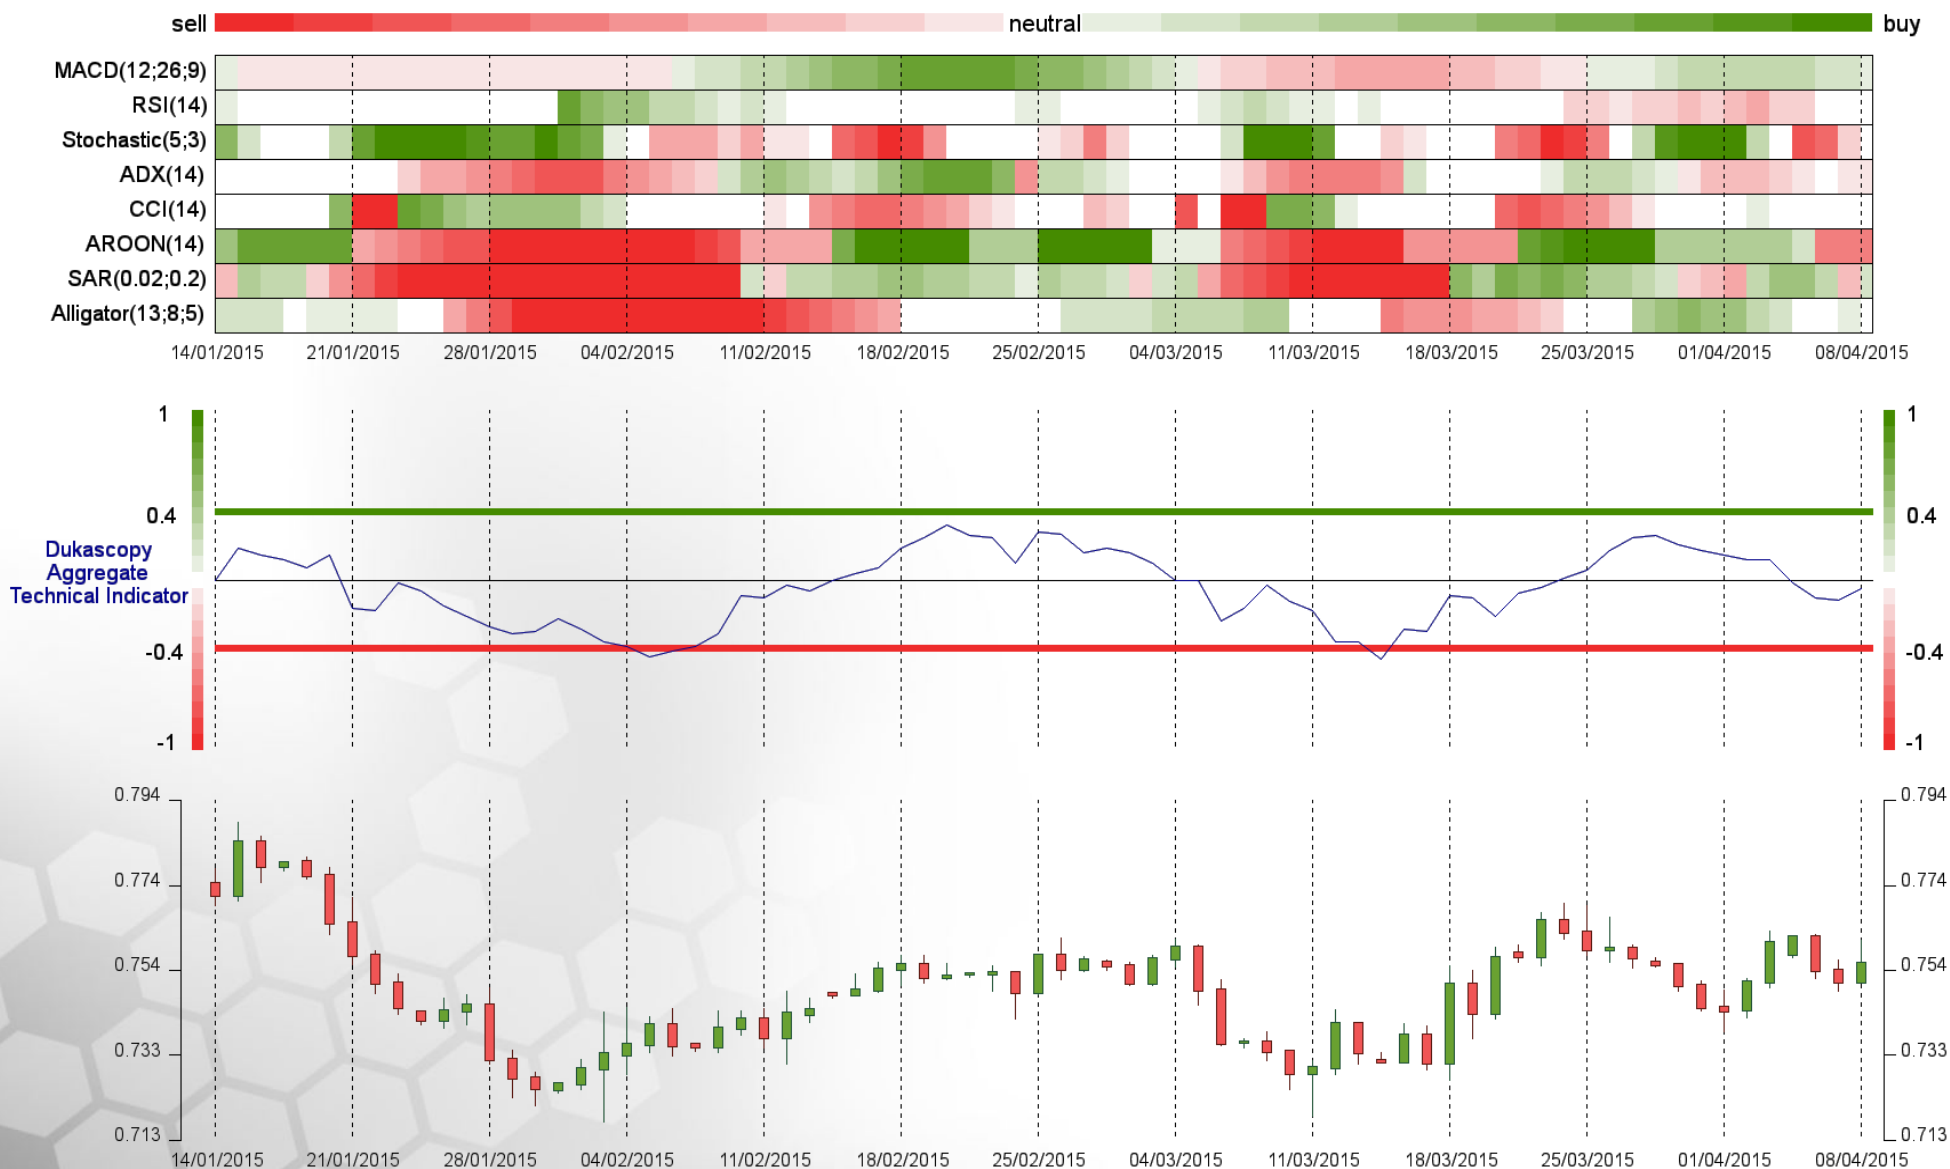 sell neutral buy
MACD(12;26;9)
RSI(14)
Stochastic(5;3)
ADX(14)
CCI(14)
AROON(14)
SAR(0.02;0.2)
Alligator(13;8;5)
14/01/2015 21/01/2015 28/01/2015 04/02/2015 11/02/2015 18/02/2015 25/02/2015 04/03/2015 11/03/2015 18/03/2015 25/03/2015 01/04/2015 08/04/2015
1 1
0.4 0.4
Dukascopy
Aggregate
Technical Indicator
-0.4 -0.4
-1 -1
0.794 0.794
0.774 0.774
0.754 0.754
0.733 0.733
0.713 0.713
14/01/2015 21/01/2015 28/01/2015 04/02/2015 11/02/2015 18/02/2015 25/02/2015 04/03/2015 11/03/2015 18/03/2015 25/03/2015 01/04/2015 08/04/2015